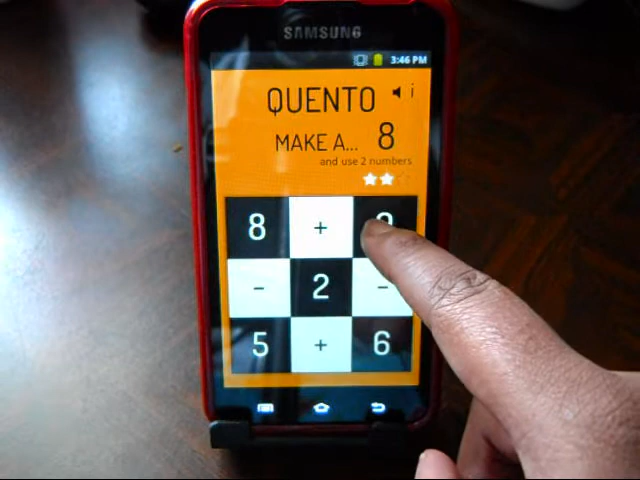 SAMSUNG
3:46 PM
QUENTO i
MAKE A... 8
and use 2 numbers
8 +
- 2 -
5 + 6